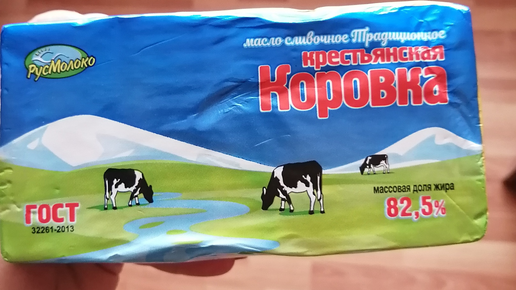 РусМолоко
масло сливочное Традиционное
крестьянская
Коровка
массовая доля жира
82,5%
ГОСТ
32261-2013